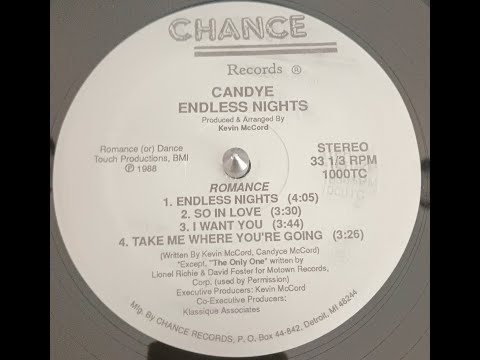 CHANCE
Records ®
CANDYE
ENDLESS NIGHTS
Produced & Arranged By
Kevin McCord
Romance (or) Dance
Touch Productions, BMI
℗ 1988
STEREO
33 1/3 RPM
1000TC
ROMANCE
1. ENDLESS NIGHTS (4:05)
2. SO IN LOVE (3:30)
3. I WANT YOU (3:44)
4. TAKE ME WHERE YOU'RE GOING (3:26)
(Written By Kevin McCord, Candyce McCord)
*Except, "The Only One" written by
Lionel Richie & David Foster for Motown Records,
Corp. (used by Permission)
Executive Producers: Kevin McCord
Co-Executive Producers:
Klassique Associates
Mfg. By CHANCE RECORDS, P. O. Box 44-842, Detroit, MI 48244